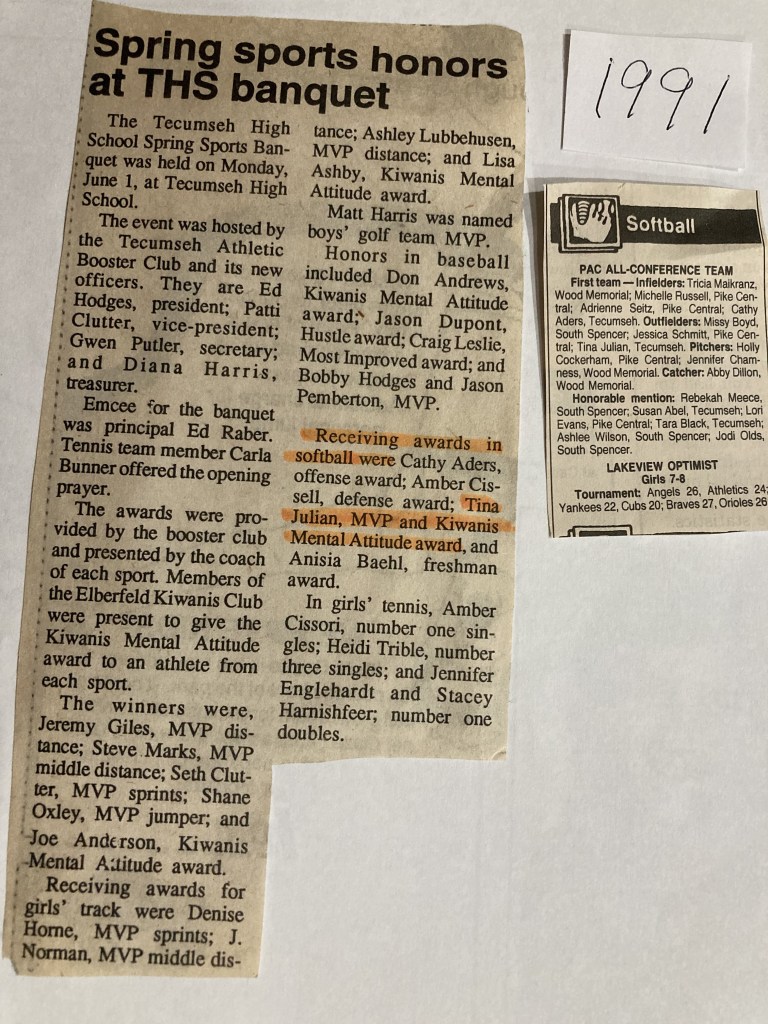 Spring sports honors
at THS banquet
The Tecumseh High
School Spring Sports Ban-
quet was held on Monday,
June 1, at Tecumseh High
School.
The event was hosted by
the Tecumseh Athletic
Booster Club and its new
officers. They are Ed
Hodges, president; Patti
Clutter, vice-president;
Gwen Putler, secretary;
and Diana Harris,
treasurer.
Emcee for the banquet
was principal Ed Raber.
Tennis team member Carla
Bunner offered the opening
prayer.
The awards were pro-
vided by the booster club
and presented by the coach
of each sport. Members of
the Elberfeld Kiwanis Club
were present to give the
Kiwanis Mental Attitude
award to an athlete from
each sport.
The winners were,
Jeremy Giles, MVP dis-
tance; Steve Marks, MVP
middle distance; Seth Clut-
ter, MVP sprints; Shane
Oxley, MVP jumper; and
Joe Anderson, Kiwanis
Mental Attitude award.
Receiving awards for
girls' track were Denise
Horne, MVP sprints; J.
Norman, MVP middle dis-
tance; Ashley Lubbehusen,
MVP distance; and Lisa
Ashby, Kiwanis Mental
Attitude award.
Matt Harris was named
boys' golf team MVP.
Honors in baseball
included Don Andrews,
Kiwanis Mental Attitude
award; Jason Dupont,
Hustle award; Craig Leslie,
Most Improved award; and
Bobby Hodges and Jason
Pemberton, MVP.
Receiving awards in
softball were Cathy Aders,
offense award; Amber Cis-
sell, defense award; Tina
Julian, MVP and Kiwanis
Mental Attitude award, and
Anisia Baehl, freshman
award.
In girls' tennis, Amber
Cissori, number one sin-
gles; Heidi Trible, number
three singles; and Jennifer
Englehardt and Stacey
Harnishfeer; number one
doubles.
1991
Softball
PAC ALL-CONFERENCE TEAM
First team — Infielders: Tricia Maikranz,
Wood Memorial; Michelle Russell, Pike Cen-
tral; Adrienne Seitz, Pike Central; Cathy
Aders, Tecumseh. Outfielders: Missy Boyd,
South Spencer; Jessica Schmitt, Pike Cen-
tral; Tina Julian, Tecumseh. Pitchers: Holly
Cockerham, Pike Central; Jennifer Cham-
ness, Wood Memorial. Catcher: Abby Dillon,
Wood Memorial.
Honorable mention: Rebekah Meece,
South Spencer; Susan Abel, Tecumseh; Lori
Evans, Pike Central; Tara Black, Tecumseh;
Ashlee Wilson, South Spencer; Jodi Olds,
South Spencer.
LAKEVIEW OPTIMIST
Girls 7-8
Tournament: Angels 26, Athletics 24;
Yankees 22, Cubs 20; Braves 27, Orioles 26